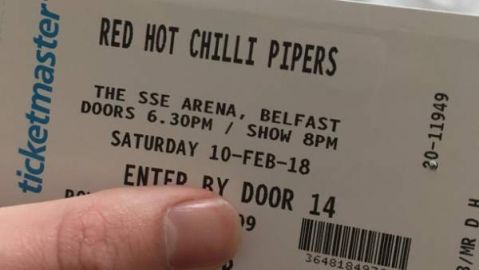 ticketmaster
RED HOT CHILLI PIPERS
THE SSE ARENA, BELFAST
DOORS 6.30PM / SHOW 8PM
SATURDAY 10-FEB-18
ENTER BY DOOR 14
20-11949